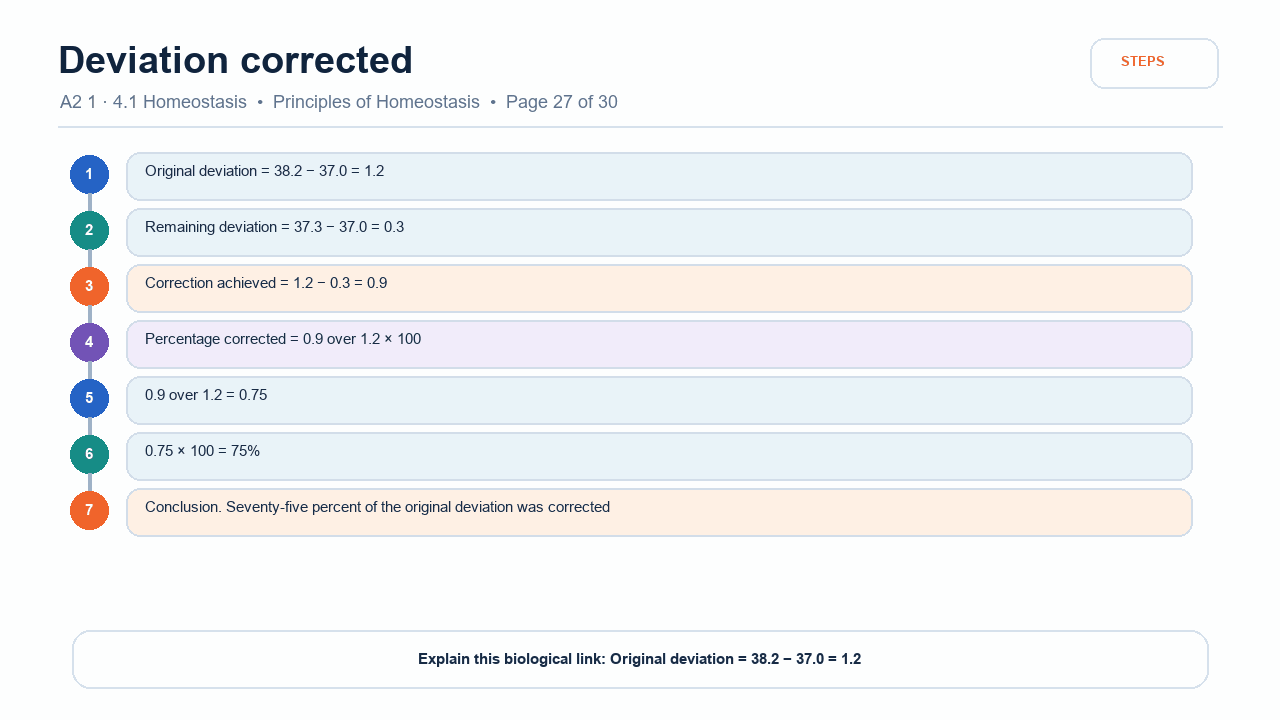 Deviation corrected
STEPS
A2 1 · 4.1 Homeostasis • Principles of Homeostasis • Page 27 of 30
1 Original deviation = 38.2 − 37.0 = 1.2
2 Remaining deviation = 37.3 − 37.0 = 0.3
3 Correction achieved = 1.2 − 0.3 = 0.9
4 Percentage corrected = 0.9 over 1.2 × 100
5 0.9 over 1.2 = 0.75
6 0.75 × 100 = 75%
7 Conclusion. Seventy-five percent of the original deviation was corrected
Explain this biological link: Original deviation = 38.2 − 37.0 = 1.2